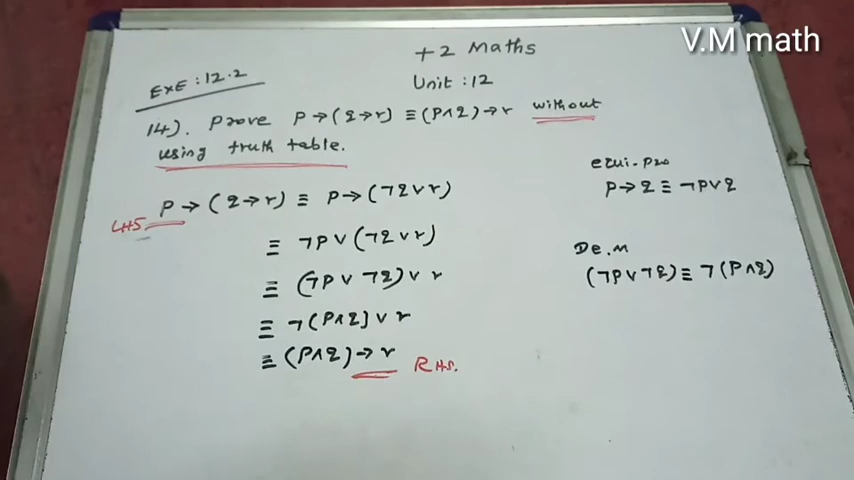 V.M math
+2 Maths
Unit : 12
EXE : 12.2
14). Prove P→(q→r) ≡ (P∧q)→r without
using truth table.
LHS P→(q→r) ≡ P→(¬q∨r)
≡ ¬P∨(¬q∨r)
≡ (¬P∨¬q)∨r
≡ ¬(P∧q)∨r
≡ (P∧q)→r RHS.
equi-pro
P→q ≡ ¬P∨q
De.m
(¬P∨¬q) ≡ ¬(P∧q)